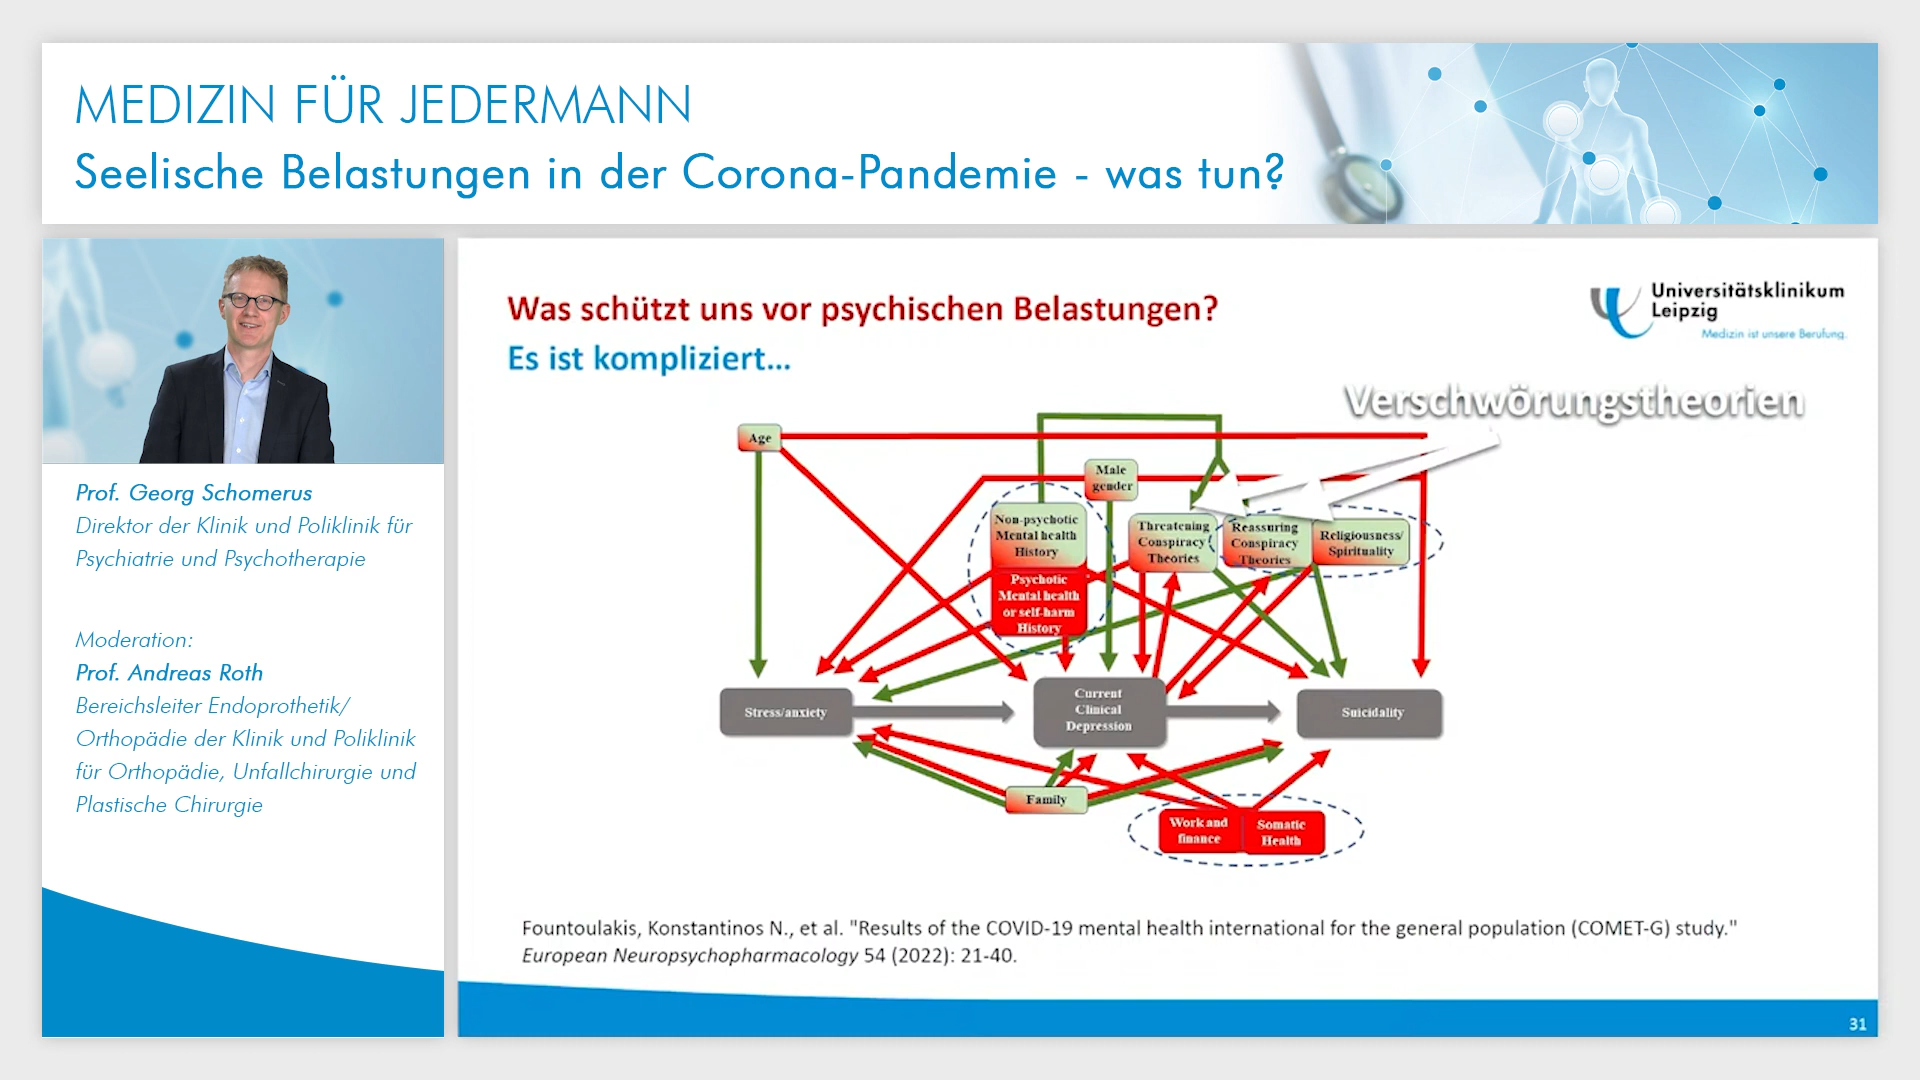 MEDIZIN FÜR JEDERMANN
Seelische Belastungen in der Corona-Pandemie - was tun?
Prof. Georg Schomerus
Direktor der Klinik und Poliklinik für
Psychiatrie und Psychotherapie
Moderation:
Prof. Andreas Roth
Bereichsleiter Endoprothetik/
Orthopädie der Klinik und Poliklinik
für Orthopädie, Unfallchirurgie und
Plastische Chirurgie
Was schützt uns vor psychischen Belastungen?
Es ist kompliziert...
Universitätsklinikum
Leipzig
Medizin ist unsere Berufung.
Verschwörungstheorien
Age
Male
gender
Non-psychotic
Mental health
History
Psychotic
Mental health
or self-harm
History
Threatening
Conspiracy
Theories
Reassuring
Conspiracy
Theories
Religiousness/
Spirituality
Stress/anxiety
Current
Clinical
Depression
Suicidality
Family
Work and
finance
Somatic
Health
Fountoulakis, Konstantinos N., et al. "Results of the COVID-19 mental health international for the general population (COMET-G) study."
European Neuropsychopharmacology 54 (2022): 21-40.
31